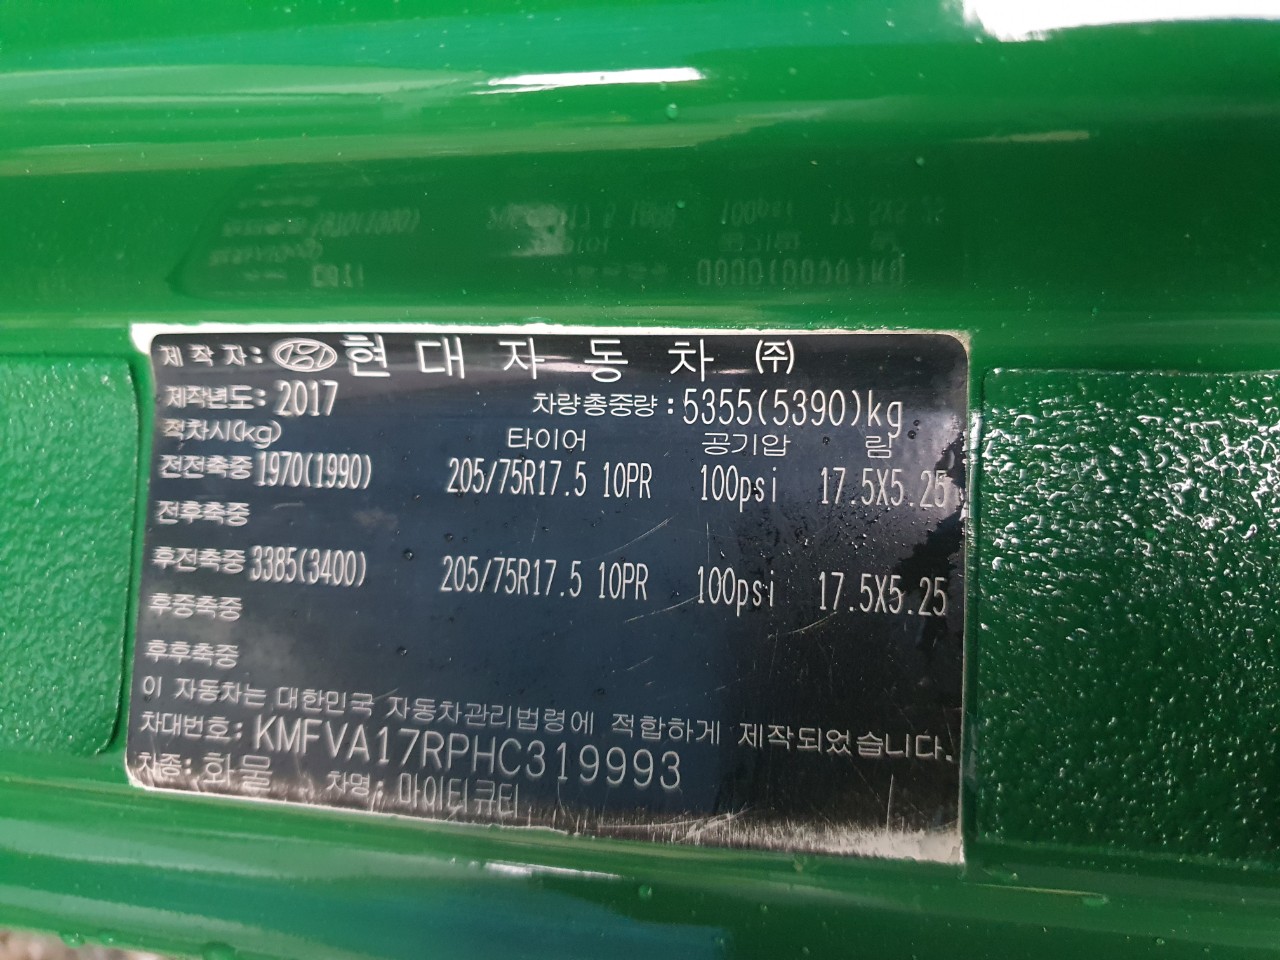 제작자: 현대자동차 ㈜
제작년도: 2017 차량총중량: 5355(5390)kg
적차시(kg) 타이어 공기압 림
전전축중 1970(1990) 205/75R17.5 10PR 100psi 17.5X5.25
전후축중
후전축중 3385(3400) 205/75R17.5 10PR 100psi 17.5X5.25
후중축중
후후축중
이 자동차는 대한민국 자동차관리법령에 적합하게 제작되었습니다.
차대번호: KMFVA17RPHC319993
차종: 화물 차명: 마이티큐티